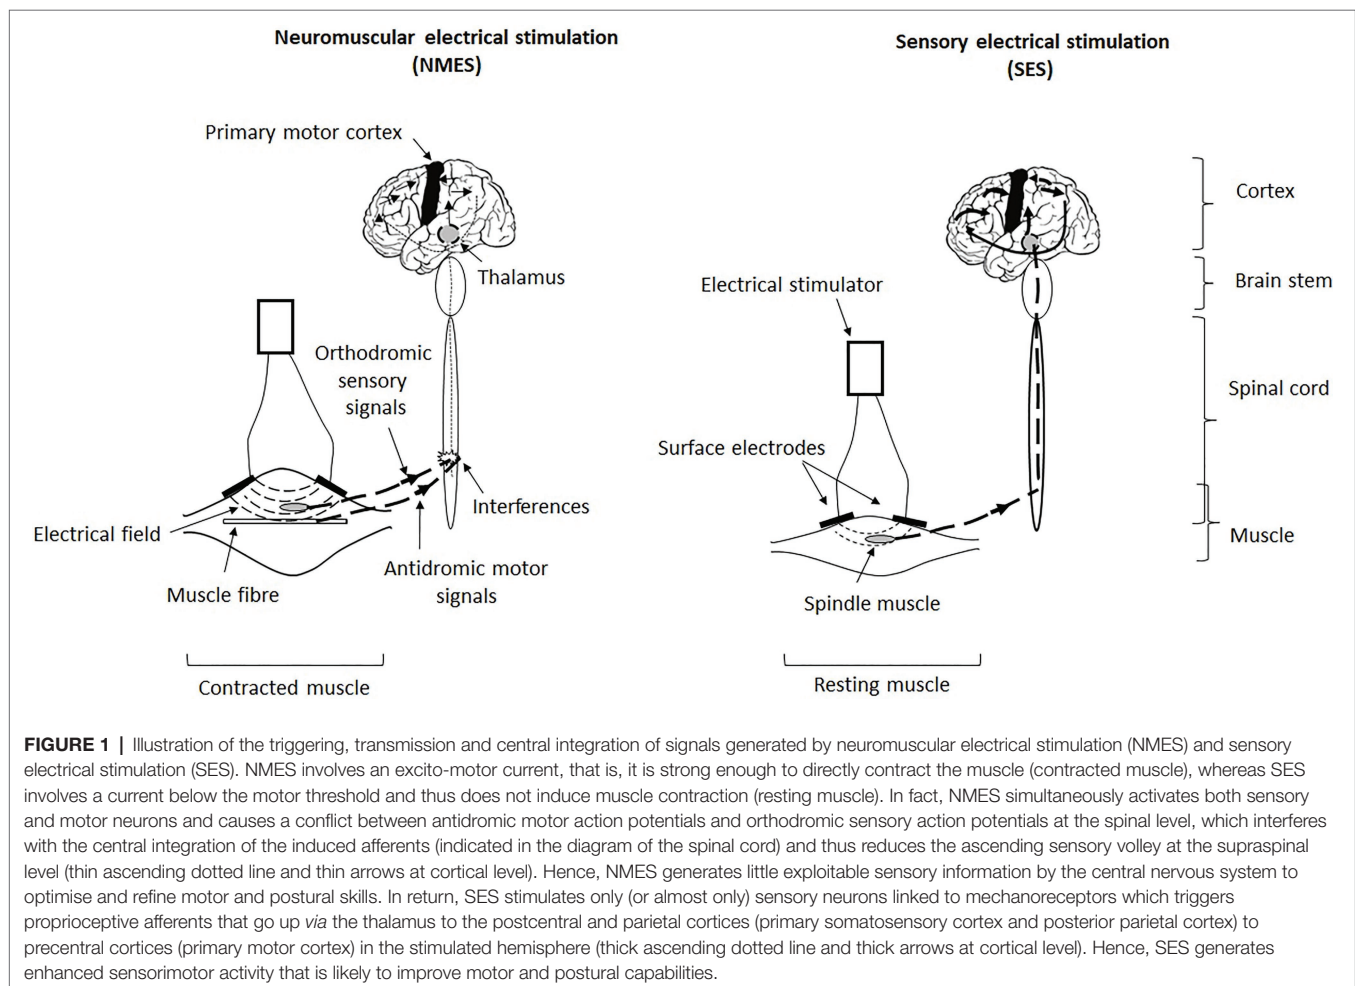 Neuromuscular electrical stimulation
(NMES)
Sensory electrical stimulation
(SES)
Primary motor cortex
Thalamus
Orthodromic
sensory
signals
Interferences
Electrical field
Antidromic motor
signals
Muscle fibre
Contracted muscle
Electrical stimulator
Surface electrodes
Spindle muscle
Resting muscle
Cortex
Brain stem
Spinal cord
Muscle
FIGURE 1 | Illustration of the triggering, transmission and central integration of signals generated by neuromuscular electrical stimulation (NMES) and sensory
electrical stimulation (SES). NMES involves an excito-motor current, that is, it is strong enough to directly contract the muscle (contracted muscle), whereas SES
involves a current below the motor threshold and thus does not induce muscle contraction (resting muscle). In fact, NMES simultaneously activates both sensory
and motor neurons and causes a conflict between antidromic motor action potentials and orthodromic sensory action potentials at the spinal level, which interferes
with the central integration of the induced afferents (indicated in the diagram of the spinal cord) and thus reduces the ascending sensory volley at the supraspinal
level (thin ascending dotted line and thin arrows at cortical level). Hence, NMES generates little exploitable sensory information by the central nervous system to
optimise and refine motor and postural skills. In return, SES stimulates only (or almost only) sensory neurons linked to mechanoreceptors which triggers
proprioceptive afferents that go up via the thalamus to the postcentral and parietal cortices (primary somatosensory cortex and posterior parietal cortex) to
precentral cortices (primary motor cortex) in the stimulated hemisphere (thick ascending dotted line and thick arrows at cortical level). Hence, SES generates
enhanced sensorimotor activity that is likely to improve motor and postural capabilities.